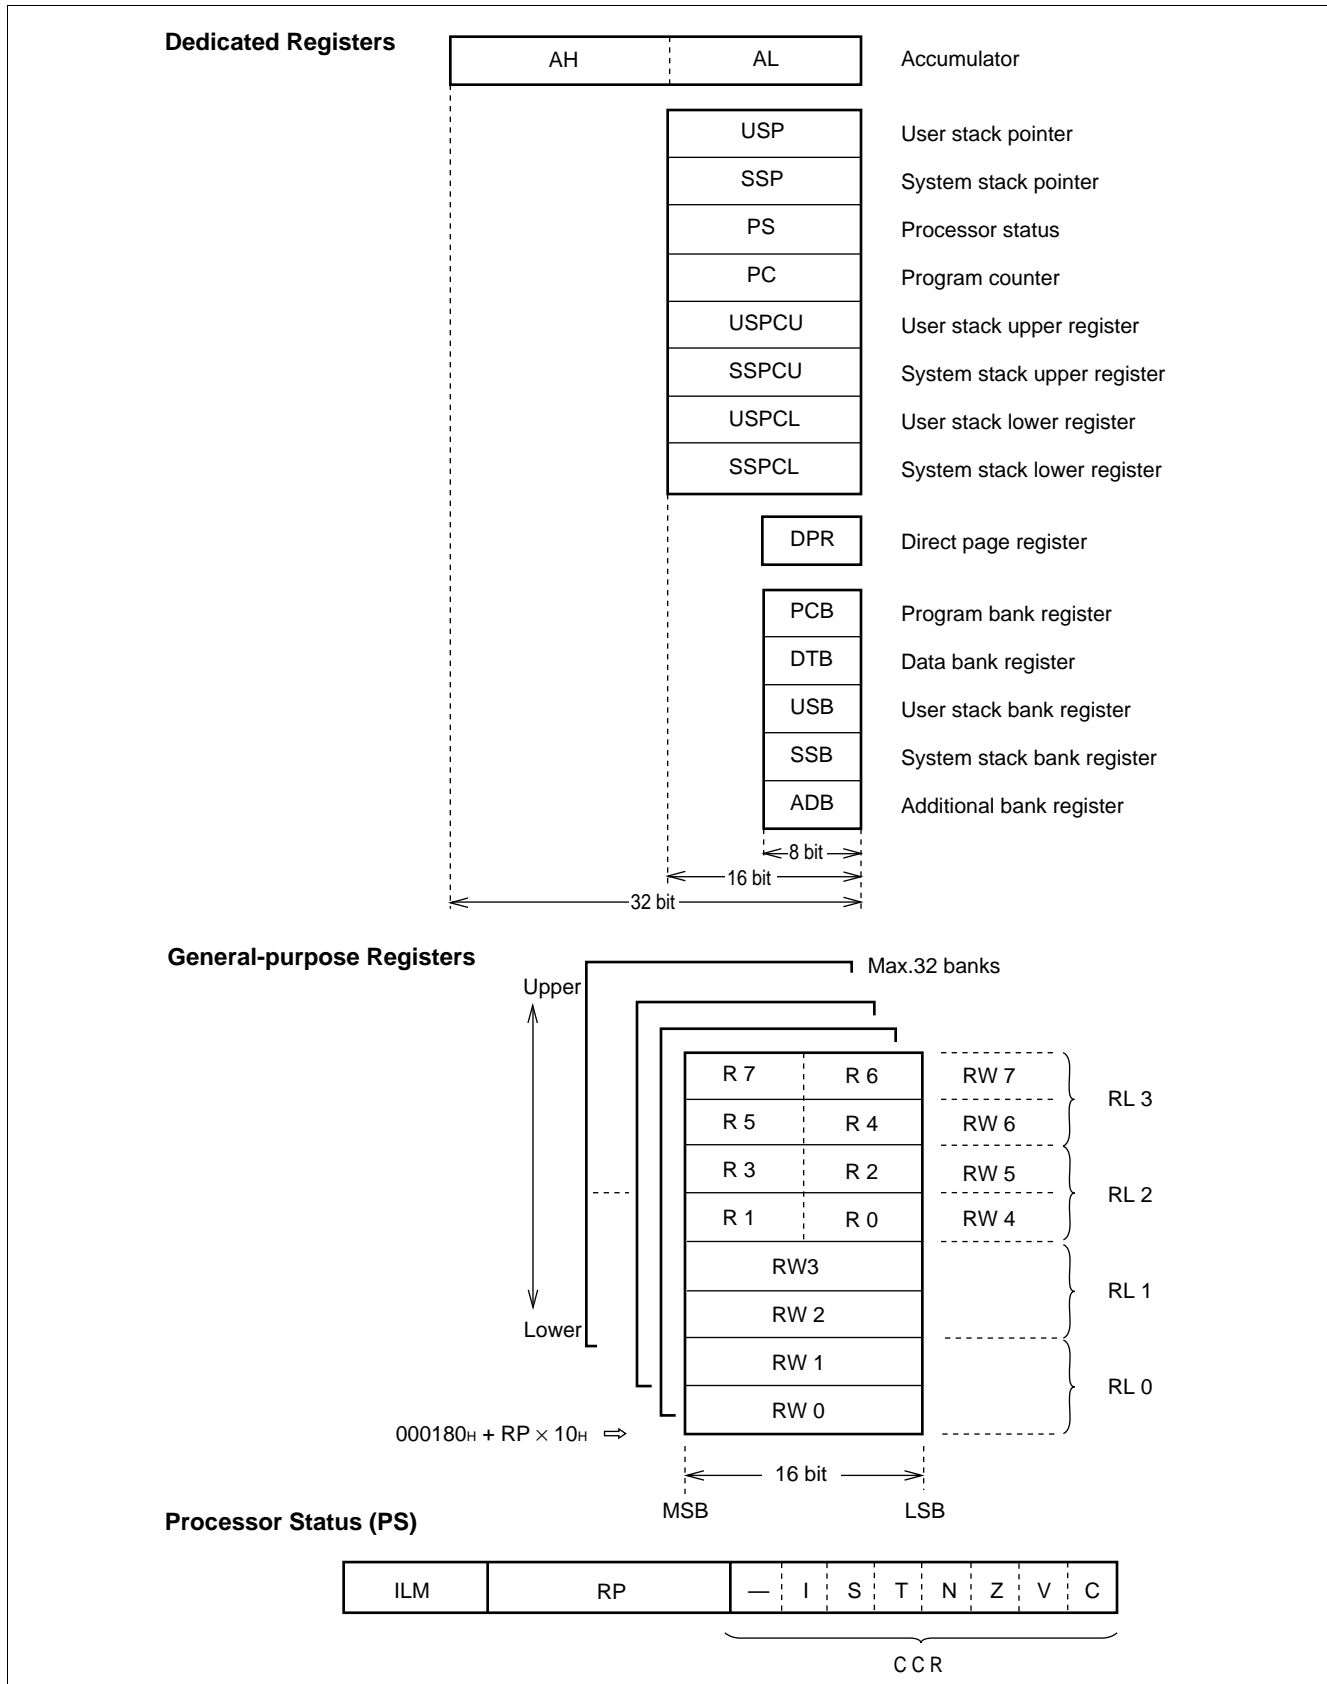 Dedicated Registers
AH AL Accumulator
USP User stack pointer
SSP System stack pointer
PS Processor status
PC Program counter
USPCU User stack upper register
SSPCU System stack upper register
USPCL User stack lower register
SSPCL System stack lower register
DPR Direct page register
PCB Program bank register
DTB Data bank register
USB User stack bank register
SSB System stack bank register
ADB Additional bank register
8 bit
16 bit
32 bit
General-purpose Registers
Max.32 banks
Upper
R 7 R 6 RW 7
RL 3
R 5 R 4 RW 6
R 3 R 2 RW 5
RL 2
R 1 R 0 RW 4
RW3
RL 1
RW 2
Lower
RW 1
RL 0
RW 0
000180H + RP × 10H ⇨
16 bit
MSB LSB
Processor Status (PS)
ILM RP — I S T N Z V C
CCR